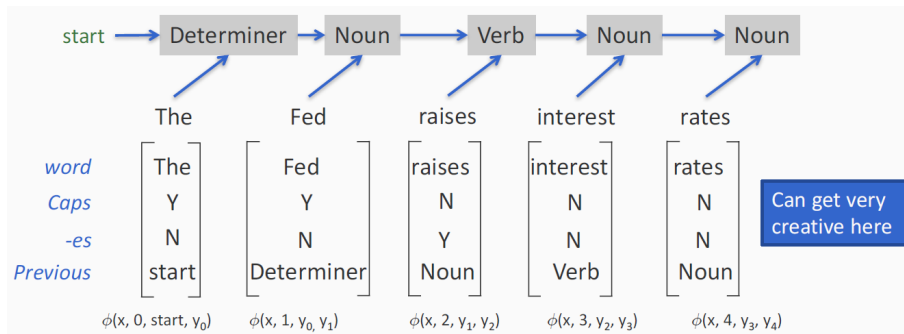 start Determiner Noun Verb Noun Noun
The Fed raises interest rates
word The Fed raises interest rates
Caps Y Y N N N
-es N N Y N N
Previous start Determiner Noun Verb Noun
Can get very
creative here
ϕ(x, 0, start, y₀) ϕ(x, 1, y₀, y₁) ϕ(x, 2, y₁, y₂) ϕ(x, 3, y₂, y₃) ϕ(x, 4, y₃, y₄)